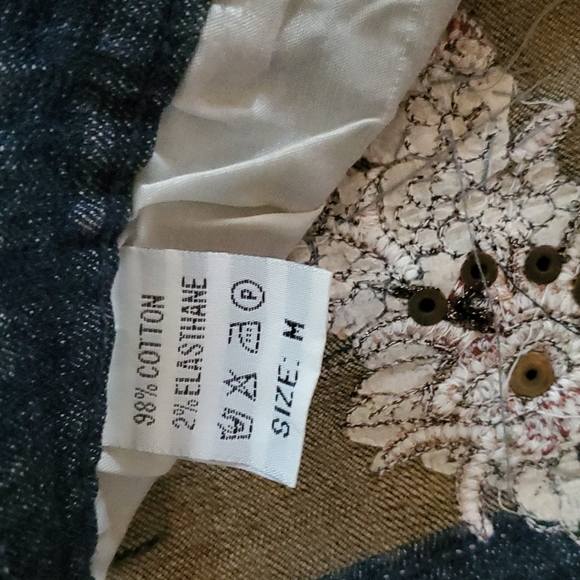 98% COTTON
2% ELASTHANE
P
SIZE: M